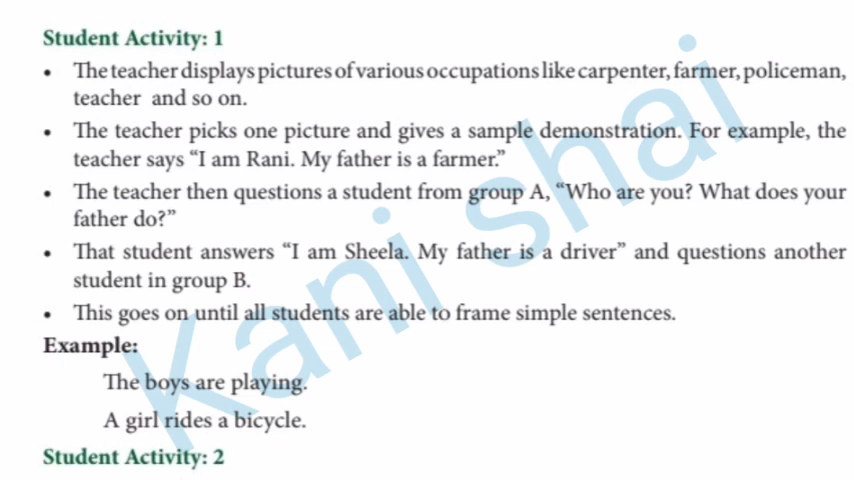 Student Activity: 1
• The teacher displays pictures of various occupations like carpenter, farmer, policeman,
teacher and so on.
• The teacher picks one picture and gives a sample demonstration. For example, the
teacher says “I am Rani. My father is a farmer.”
• The teacher then questions a student from group A, “Who are you? What does your
father do?”
• That student answers “I am Sheela. My father is a driver” and questions another
student in group B.
• This goes on until all students are able to frame simple sentences.
Example:
The boys are playing.
A girl rides a bicycle.
Student Activity: 2
Kani shai